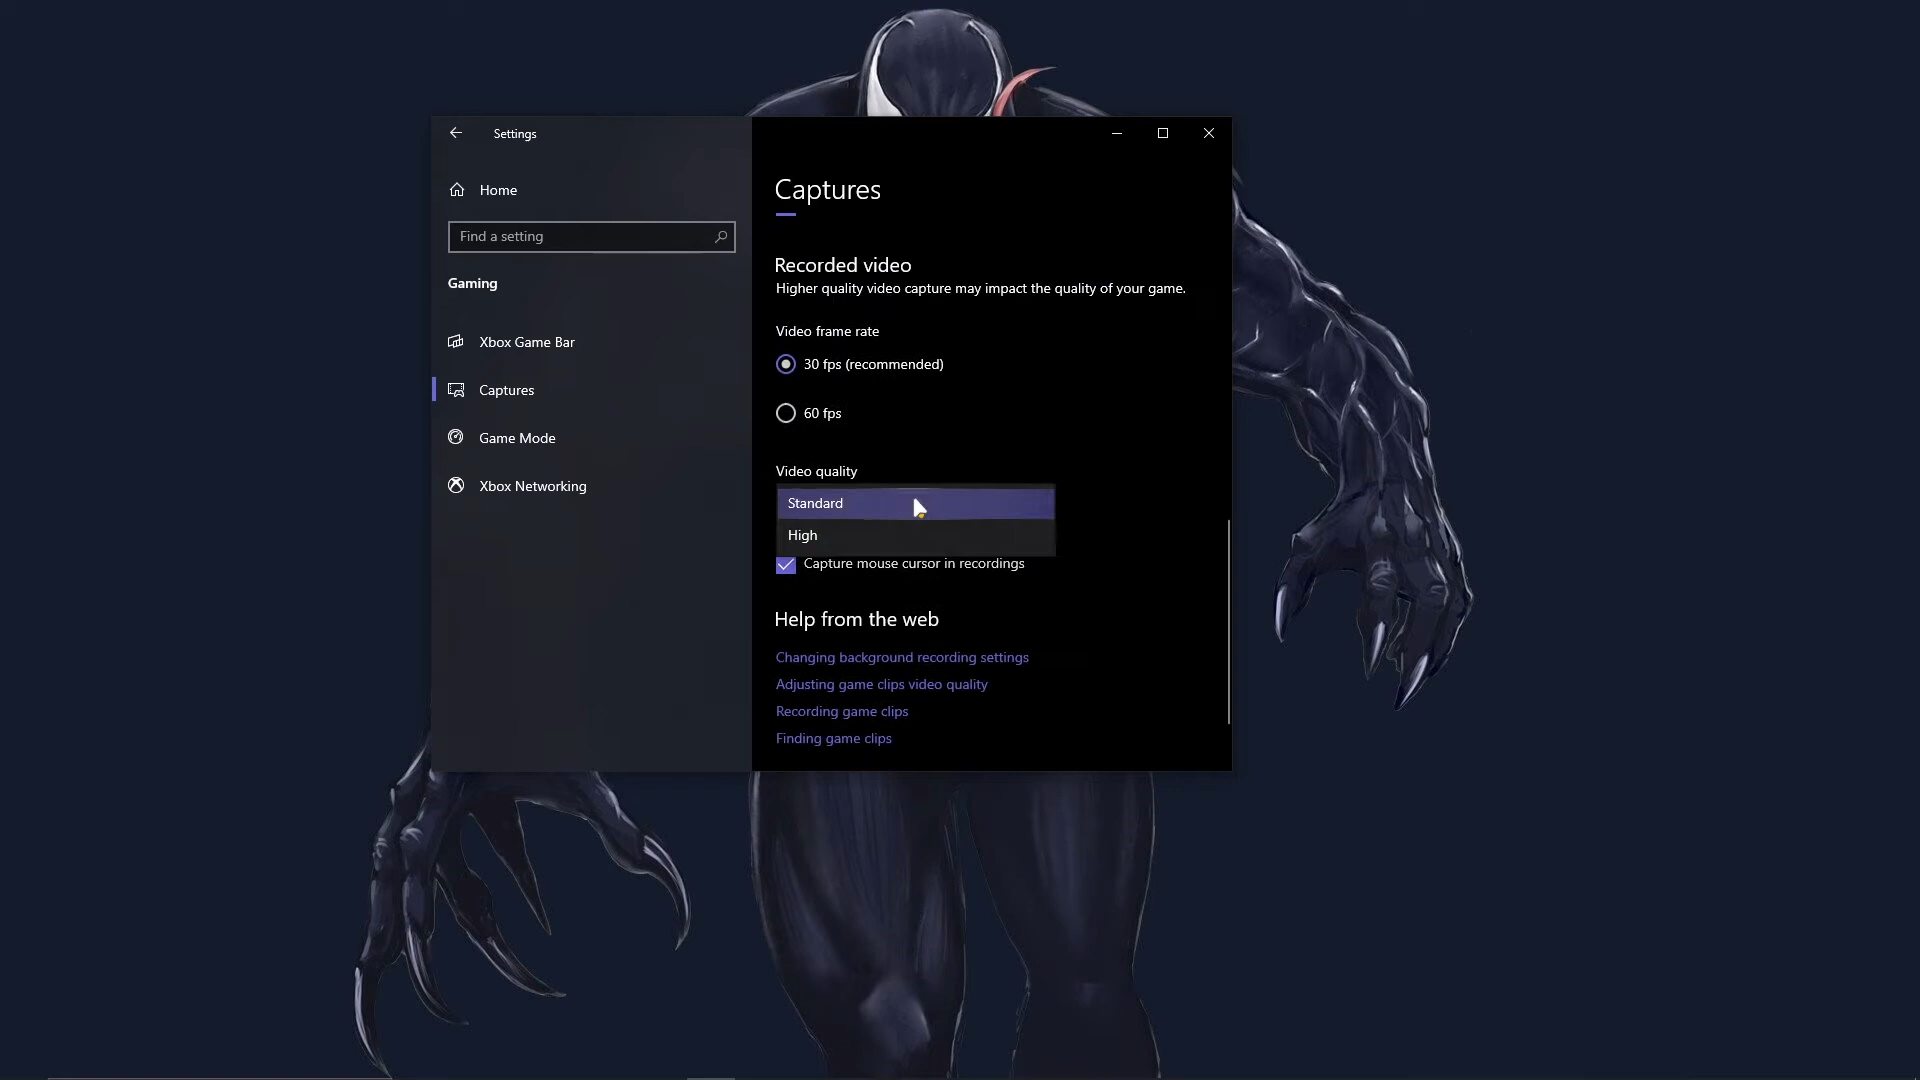 Settings
Home
Find a setting
Gaming
Xbox Game Bar
Captures
Game Mode
Xbox Networking
Captures
Recorded video
Higher quality video capture may impact the quality of your game.
Video frame rate
30 fps (recommended)
60 fps
Video quality
Standard
High
Capture mouse cursor in recordings
Help from the web
Changing background recording settings
Adjusting game clips video quality
Recording game clips
Finding game clips